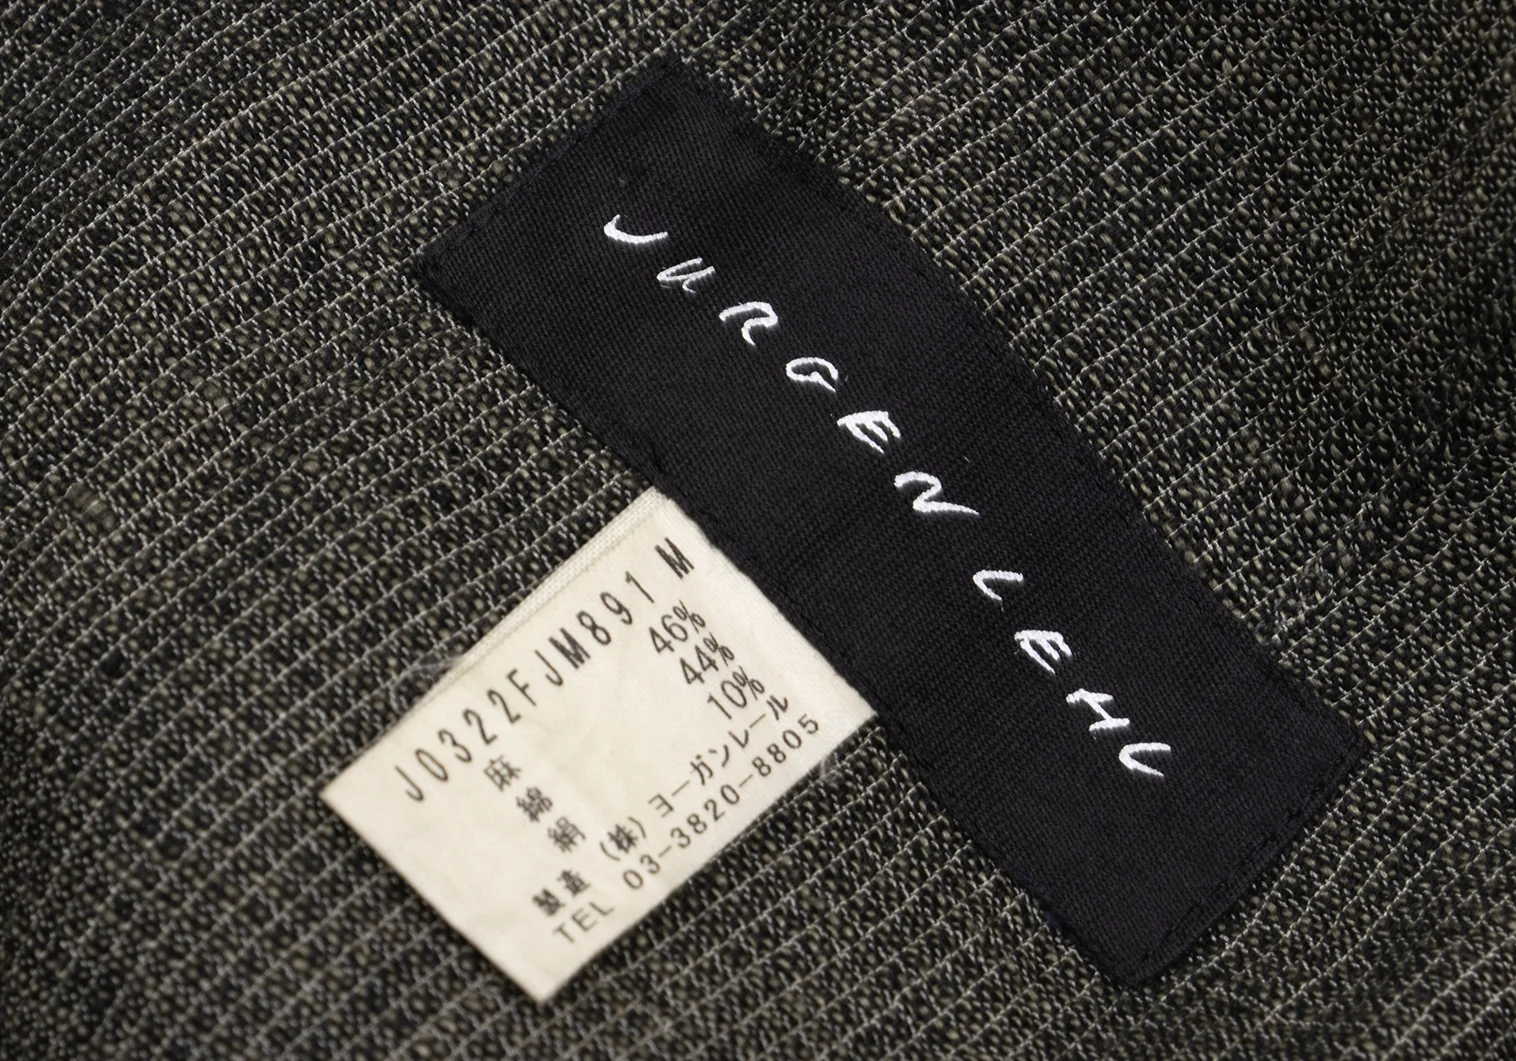 JURGEN LEHL
J0322FJM891 M
麻 46%
綿 44%
絹 10%
製造 (株)ヨーガンレール
TEL 03-3820-8805